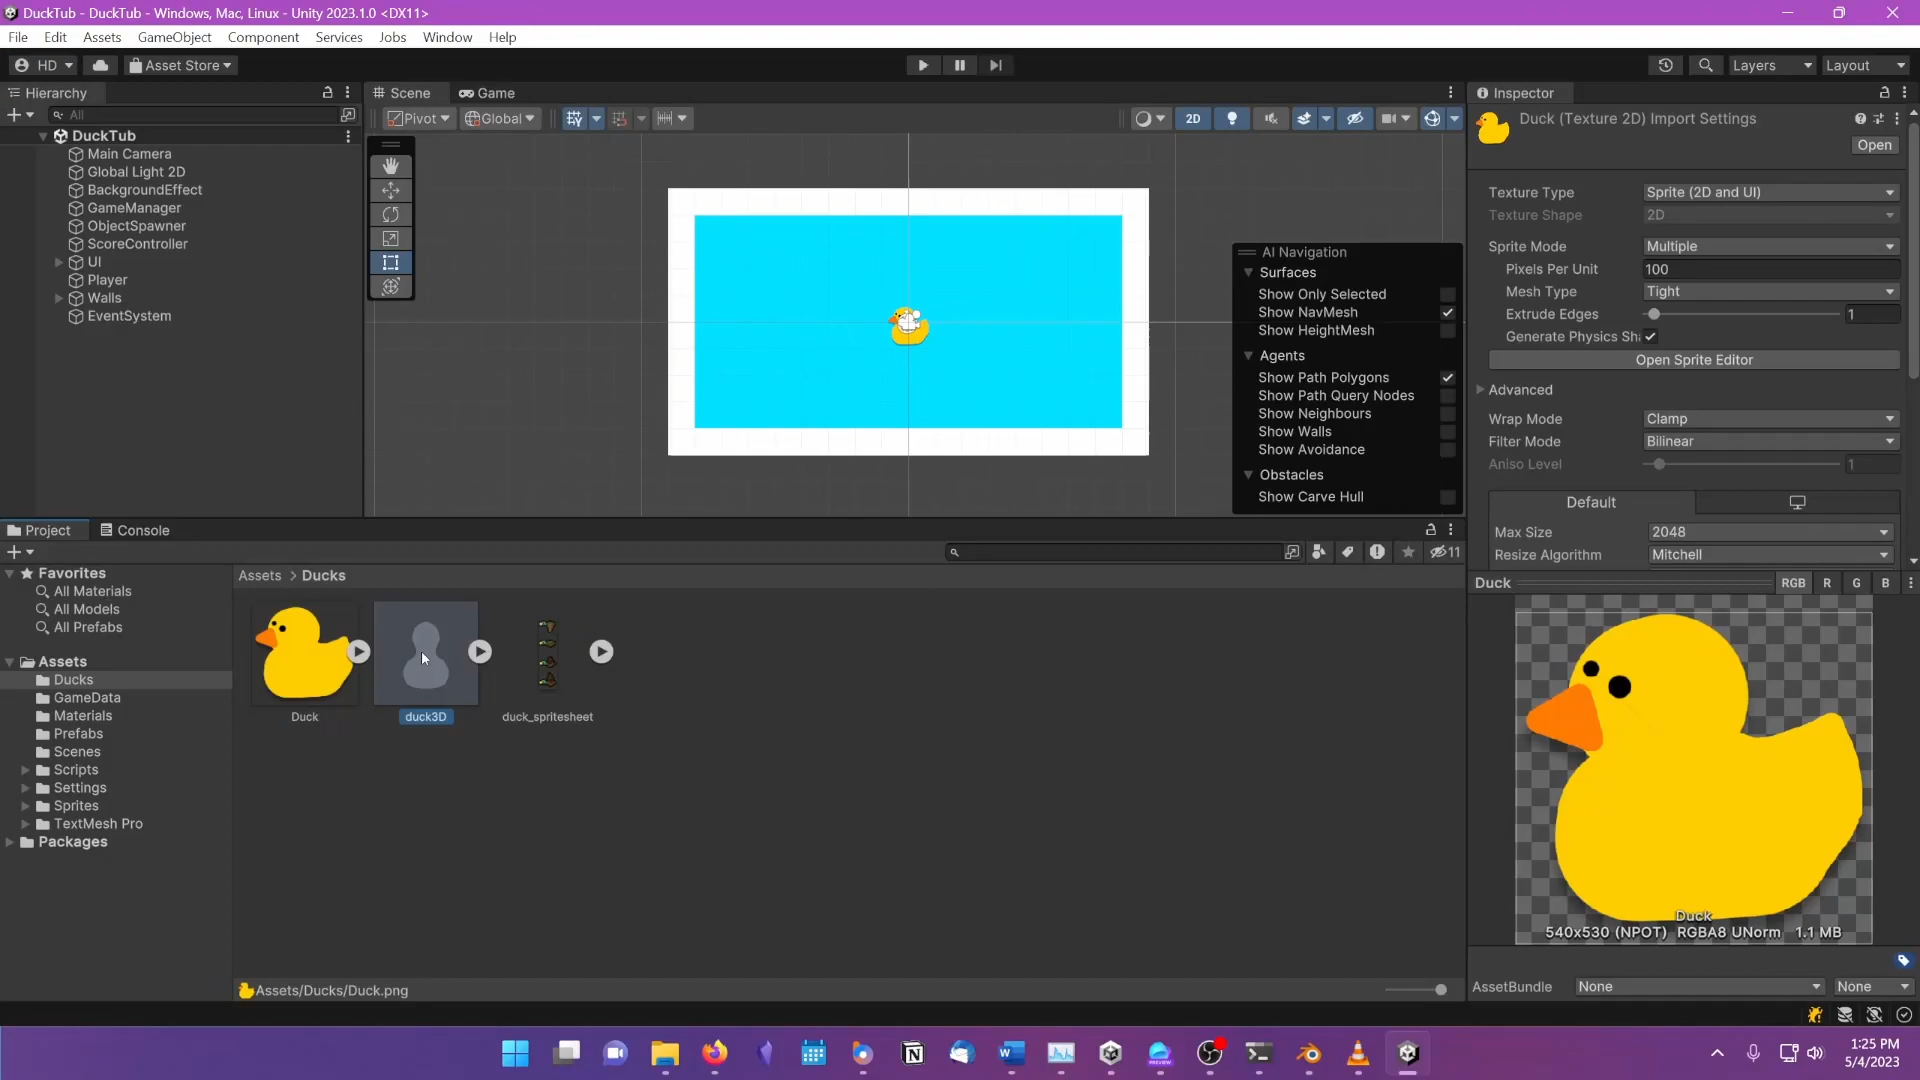 DuckTub - DuckTub - Windows, Mac, Linux - Unity 2023.1.0 <DX11>
File Edit Assets GameObject Component Services Jobs Window Help
HD Asset Store Layers Layout
Hierarchy
All
DuckTub
Main Camera
Global Light 2D
BackgroundEffect
GameManager
ObjectSpawner
ScoreController
UI
Player
Walls
EventSystem
Scene Game
Pivot Global 2D
AI Navigation
Surfaces
Show Only Selected
Show NavMesh
Show HeightMesh
Agents
Show Path Polygons
Show Path Query Nodes
Show Neighbours
Show Walls
Show Avoidance
Obstacles
Show Carve Hull
Inspector
Duck (Texture 2D) Import Settings
Open
Texture Type Sprite (2D and UI)
Texture Shape 2D
Sprite Mode Multiple
Pixels Per Unit 100
Mesh Type Tight
Extrude Edges 1
Generate Physics Sh
Open Sprite Editor
Advanced
Wrap Mode Clamp
Filter Mode Bilinear
Aniso Level 1
Default
Max Size 2048
Resize Algorithm Mitchell
Duck RGB R G B
Duck
540x530 (NPOT) RGBA8 UNorm 1.1 MB
AssetBundle None None
Project Console
11
Favorites
All Materials
All Models
All Prefabs
Assets
Ducks
GameData
Materials
Prefabs
Scenes
Scripts
Settings
Sprites
TextMesh Pro
Packages
Assets > Ducks
Duck duck3D duck_spritesheet
Assets/Ducks/Duck.png
1:25 PM
5/4/2023